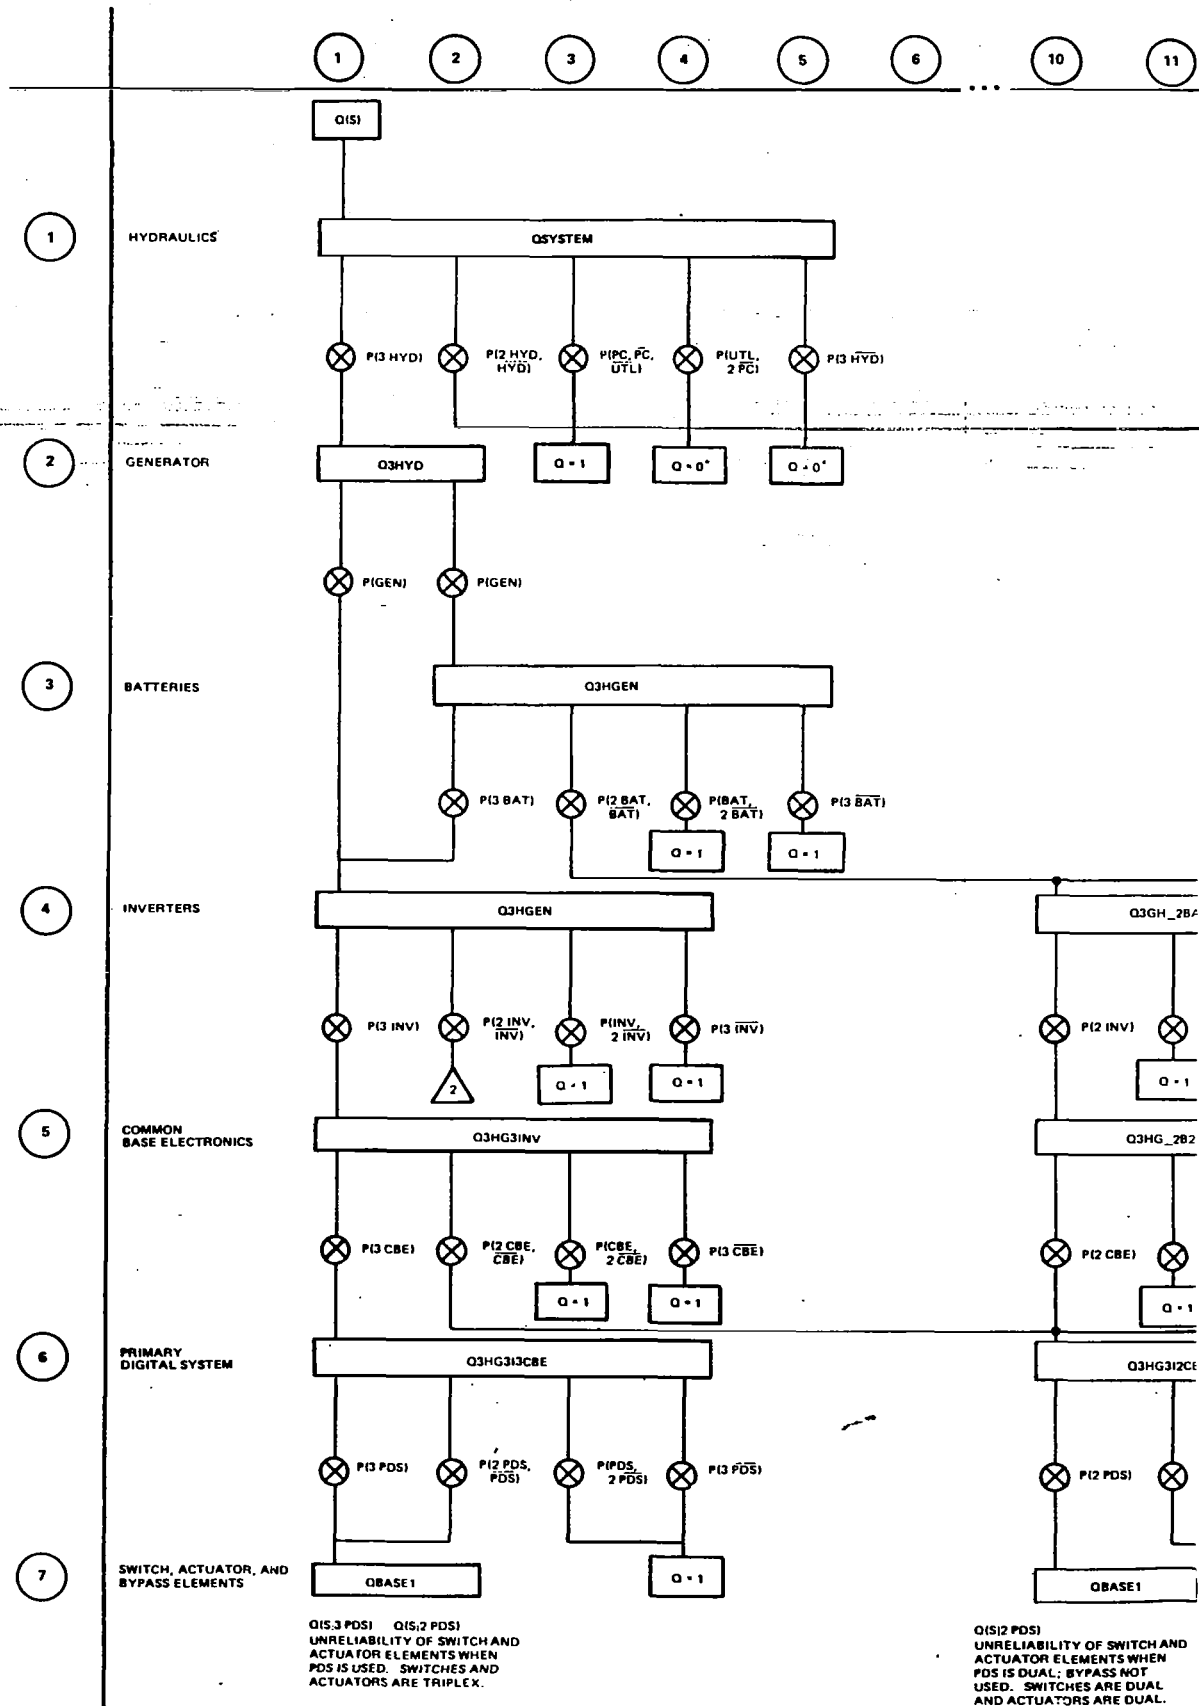 1 2 3 4 5 6 ... 10 11
Q(S)
1 HYDRAULICS QSYSTEM
P(3 HYD) P(2 HYD, P(PC, PC, P(UTL, P(3 HYD)
HYD) UTL) 2 PC)
2 GENERATOR Q3HYD Q = 1 Q = 0* Q = 0*
P(GEN) P(GEN)
3 BATTERIES Q3HGEN
P(3 BAT) P(2 BAT, P(BAT, P(3 BAT)
BAT) 2 BAT)
Q = 1 Q = 1
4 INVERTERS Q3HGEN Q3GH_2BA
P(3 INV) P(2 INV, P(INV, P(3 INV) P(2 INV)
INV) 2 INV)
2 Q = 1 Q = 1 Q = 1
5 COMMON
BASE ELECTRONICS Q3HG3INV Q3HG_2B2
P(3 CBE) P(2 CBE, P(CBE, P(3 CBE) P(2 CBE)
CBE) 2 CBE)
Q = 1 Q = 1 Q = 1
6 PRIMARY
DIGITAL SYSTEM Q3HG3I3CBE Q3HG3I2CE
P(3 PDS) P(2 PDS, P(PDS, P(3 PDS) P(2 PDS)
PDS) 2 PDS)
7 SWITCH, ACTUATOR, AND
BYPASS ELEMENTS QBASE1 Q = 1 QBASE1
Q(S;3 PDS) Q(S;2 PDS)
UNRELIABILITY OF SWITCH AND
ACTUATOR ELEMENTS WHEN
PDS IS USED. SWITCHES AND
ACTUATORS ARE TRIPLEX.
Q(S|2 PDS)
UNRELIABILITY OF SWITCH AND
ACTUATOR ELEMENTS WHEN
PDS IS DUAL; BYPASS NOT
USED. SWITCHES ARE DUAL
AND ACTUATORS ARE DUAL.